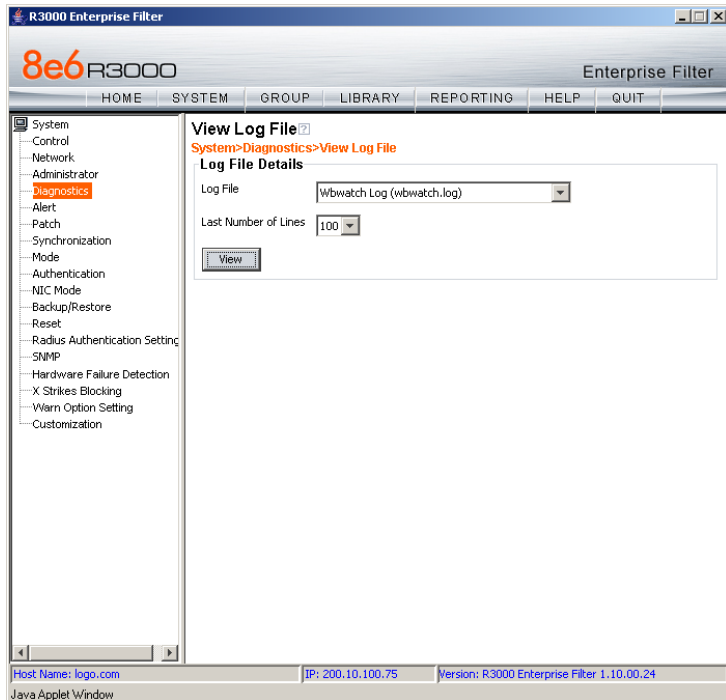 R3000 Enterprise Filter
8e6 R3000
Enterprise Filter
HOME SYSTEM GROUP LIBRARY REPORTING HELP QUIT
System
Control
Network
Administrator
Diagnostics
Alert
Patch
Synchronization
Mode
Authentication
NIC Mode
Backup/Restore
Reset
Radius Authentication Setting
SNMP
Hardware Failure Detection
X Strikes Blocking
Warn Option Setting
Customization
View Log File?
System>Diagnostics>View Log File
Log File Details
Log File Wbwatch Log (wbwatch.log)
Last Number of Lines 100
View
Host Name: logo.com IP: 200.10.100.75 Version: R3000 Enterprise Filter 1.10.00.24
Java Applet Window